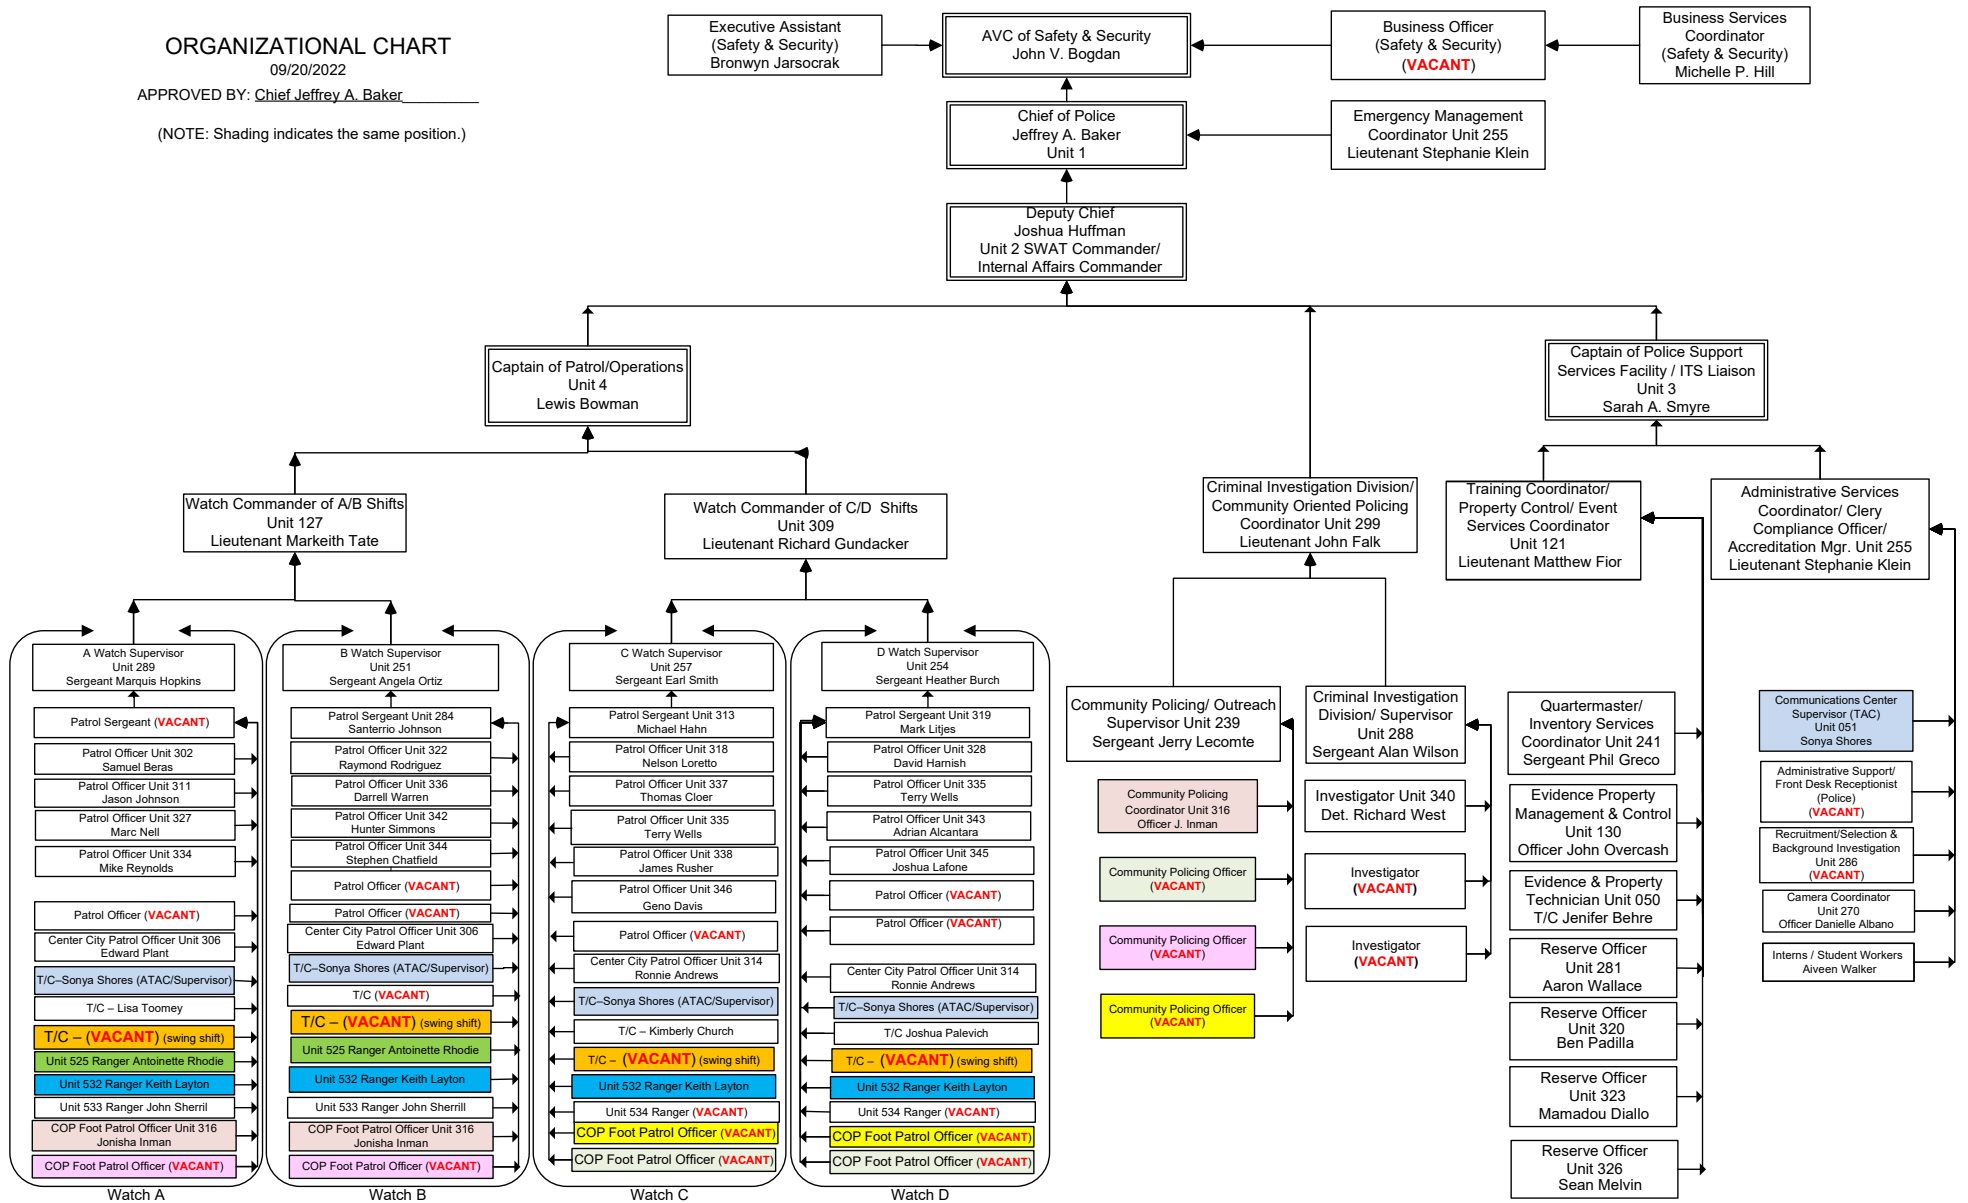 ORGANIZATIONAL CHART
09/20/2022
APPROVED BY: Chief Jeffrey A. Baker
(NOTE: Shading indicates the same position.)
Executive Assistant
(Safety & Security)
Bronwyn Jarsocrak
AVC of Safety & Security
John V. Bogdan
Business Officer
(Safety & Security)
(VACANT)
Business Services
Coordinator
(Safety & Security)
Michelle P. Hill
Chief of Police
Jeffrey A. Baker
Unit 1
Emergency Management
Coordinator Unit 255
Lieutenant Stephanie Klein
Deputy Chief
Joshua Huffman
Unit 2 SWAT Commander/
Internal Affairs Commander
Captain of Patrol/Operations
Unit 4
Lewis Bowman
Captain of Police Support
Services Facility / ITS Liaison
Unit 3
Sarah A. Smyre
Watch Commander of A/B Shifts
Unit 127
Lieutenant Markeith Tate
Watch Commander of C/D Shifts
Unit 309
Lieutenant Richard Gundacker
Criminal Investigation Division/
Community Oriented Policing
Coordinator Unit 299
Lieutenant John Falk
Training Coordinator/
Property Control/ Event
Services Coordinator
Unit 121
Lieutenant Matthew Fior
Administrative Services
Coordinator/ Clery
Compliance Officer/
Accreditation Mgr. Unit 255
Lieutenant Stephanie Klein
A Watch Supervisor
Unit 289
Sergeant Marquis Hopkins
Patrol Sergeant (VACANT)
Patrol Officer Unit 302
Samuel Beras
Patrol Officer Unit 311
Jason Johnson
Patrol Officer Unit 327
Marc Nell
Patrol Officer Unit 334
Mike Reynolds
Patrol Officer (VACANT)
Center City Patrol Officer Unit 306
Edward Plant
T/C–Sonya Shores (ATAC/Supervisor)
T/C – Lisa Toomey
T/C – (VACANT) (swing shift)
Unit 525 Ranger Antoinette Rhodie
Unit 532 Ranger Keith Layton
Unit 533 Ranger John Sherril
COP Foot Patrol Officer Unit 316
Jonisha Inman
COP Foot Patrol Officer (VACANT)
Watch A
B Watch Supervisor
Unit 251
Sergeant Angela Ortiz
Patrol Sergeant Unit 284
Santerrio Johnson
Patrol Officer Unit 322
Raymond Rodriguez
Patrol Officer Unit 336
Darrell Warren
Patrol Officer Unit 342
Hunter Simmons
Patrol Officer Unit 344
Stephen Chatfield
Patrol Officer (VACANT)
Patrol Officer (VACANT)
Center City Patrol Officer Unit 306
Edward Plant
T/C–Sonya Shores (ATAC/Supervisor)
T/C (VACANT)
T/C – (VACANT) (swing shift)
Unit 525 Ranger Antoinette Rhodie
Unit 532 Ranger Keith Layton
Unit 533 Ranger John Sherrill
COP Foot Patrol Officer Unit 316
Jonisha Inman
COP Foot Patrol Officer (VACANT)
Watch B
C Watch Supervisor
Unit 257
Sergeant Earl Smith
Patrol Sergeant Unit 313
Michael Hahn
Patrol Officer Unit 318
Nelson Loretto
Patrol Officer Unit 337
Thomas Cloer
Patrol Officer Unit 335
Terry Wells
Patrol Officer Unit 338
James Rusher
Patrol Officer Unit 346
Geno Davis
Patrol Officer (VACANT)
Center City Patrol Officer Unit 314
Ronnie Andrews
T/C–Sonya Shores (ATAC/Supervisor)
T/C – Kimberly Church
T/C – (VACANT) (swing shift)
Unit 532 Ranger Keith Layton
Unit 534 Ranger (VACANT)
COP Foot Patrol Officer (VACANT)
COP Foot Patrol Officer (VACANT)
Watch C
D Watch Supervisor
Unit 254
Sergeant Heather Burch
Patrol Sergeant Unit 319
Mark Litjes
Patrol Officer Unit 328
David Harnish
Patrol Officer Unit 335
Terry Wells
Patrol Officer Unit 343
Adrian Alcantara
Patrol Officer Unit 345
Joshua Lafone
Patrol Officer (VACANT)
Patrol Officer (VACANT)
Center City Patrol Officer Unit 314
Ronnie Andrews
T/C–Sonya Shores (ATAC/Supervisor)
T/C Joshua Palevich
T/C – (VACANT) (swing shift)
Unit 532 Ranger Keith Layton
Unit 534 Ranger (VACANT)
COP Foot Patrol Officer (VACANT)
COP Foot Patrol Officer (VACANT)
Watch D
Community Policing/ Outreach
Supervisor Unit 239
Sergeant Jerry Lecomte
Community Policing
Coordinator Unit 316
Officer J. Inman
Community Policing Officer
(VACANT)
Community Policing Officer
(VACANT)
Community Policing Officer
(VACANT)
Criminal Investigation
Division/ Supervisor
Unit 288
Sergeant Alan Wilson
Investigator Unit 340
Det. Richard West
Investigator
(VACANT)
Investigator
(VACANT)
Quartermaster/
Inventory Services
Coordinator Unit 241
Sergeant Phil Greco
Evidence Property
Management & Control
Unit 130
Officer John Overcash
Evidence & Property
Technician Unit 050
T/C Jenifer Behre
Reserve Officer
Unit 281
Aaron Wallace
Reserve Officer
Unit 320
Ben Padilla
Reserve Officer
Unit 323
Mamadou Diallo
Reserve Officer
Unit 326
Sean Melvin
Communications Center
Supervisor (TAC)
Unit 051
Sonya Shores
Administrative Support/
Front Desk Receptionist
(Police)
(VACANT)
Recruitment/Selection &
Background Investigation
Unit 286
(VACANT)
Camera Coordinator
Unit 270
Officer Danielle Albano
Interns / Student Workers
Aiveen Walker